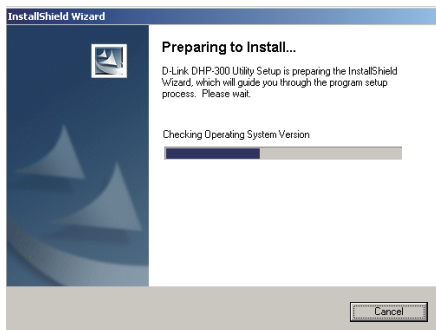 InstallShield Wizard
Preparing to Install...
D-Link DHP-300 Utility Setup is preparing the InstallShield
Wizard, which will guide you through the program setup
process. Please wait.
Checking Operating System Version
Cancel